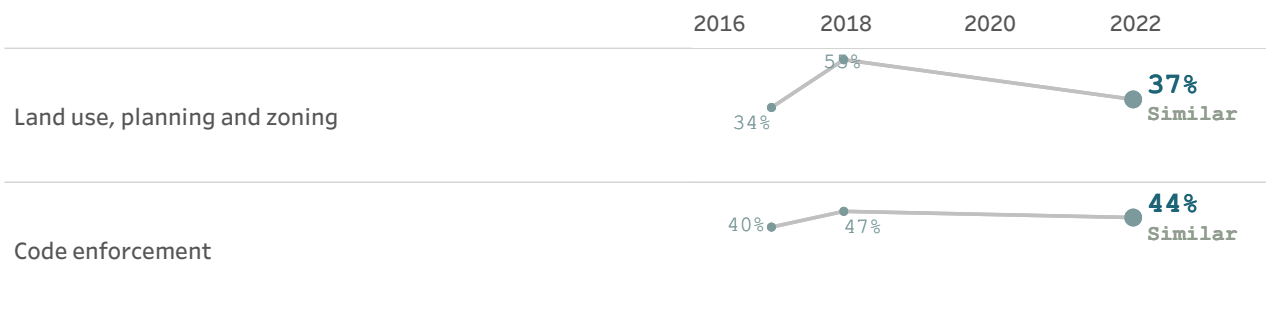 2016 2018 2020 2022
37%
Similar
Land use, planning and zoning
34%
44%
40% 47%
Similar
Code enforcement